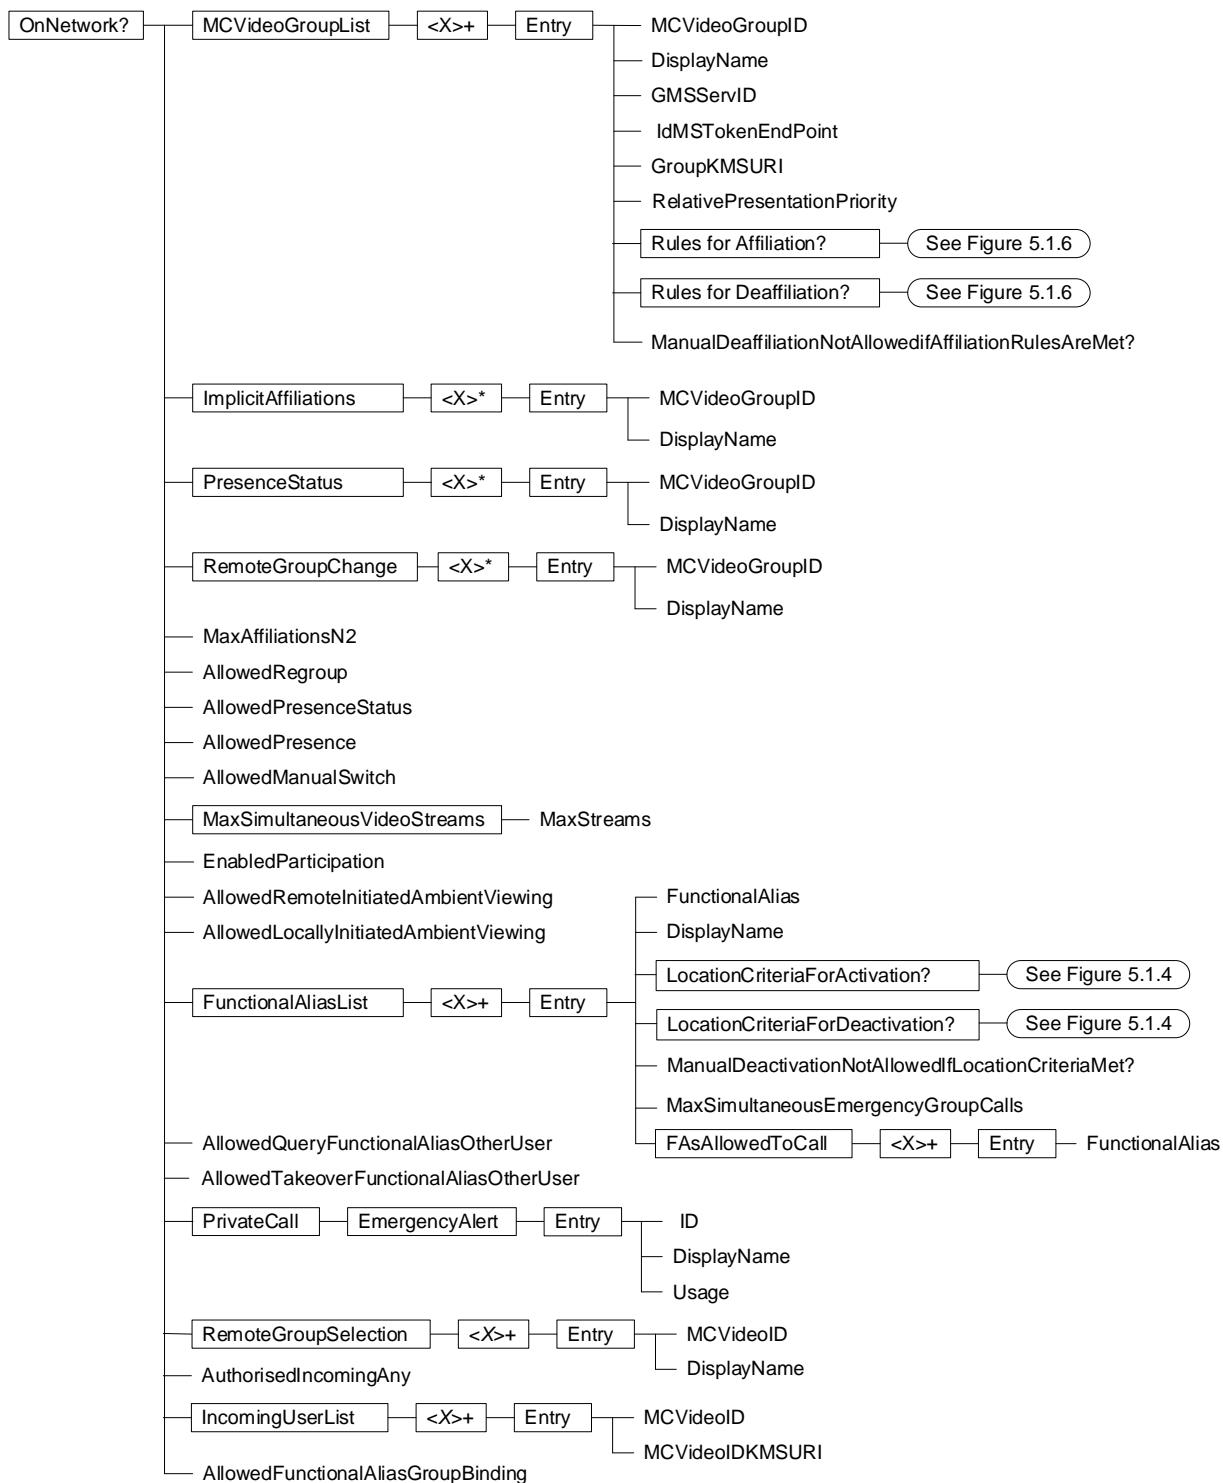 OnNetwork? MCVideoGroupList <X>+ Entry MCVideoGroupID
DisplayName
GMSServID
IdMSTokenEndPoint
GroupKMSURI
RelativePresentationPriority
Rules for Affiliation? See Figure 5.1.6
Rules for Deaffiliation? See Figure 5.1.6
ManualDeaffiliationNotAllowedifAffiliationRulesAreMet?
ImplicitAffiliations <X>* Entry MCVideoGroupID
DisplayName
PresenceStatus <X>* Entry MCVideoGroupID
DisplayName
RemoteGroupChange <X>* Entry MCVideoGroupID
DisplayName
MaxAffiliationsN2
AllowedRegroup
AllowedPresenceStatus
AllowedPresence
AllowedManualSwitch
MaxSimultaneousVideoStreams MaxStreams
EnabledParticipation
AllowedRemoteInitiatedAmbientViewing FunctionalAlias
AllowedLocallyInitiatedAmbientViewing DisplayName
LocationCriteriaForActivation? See Figure 5.1.4
FunctionalAliasList <X>+ Entry
LocationCriteriaForDeactivation? See Figure 5.1.4
ManualDeactivationNotAllowedIfLocationCriteriaMet?
MaxSimultaneousEmergencyGroupCalls
AllowedQueryFunctionalAliasOtherUser FAsAllowedToCall <X>+ Entry FunctionalAlias
AllowedTakeoverFunctionalAliasOtherUser
PrivateCall EmergencyAlert Entry ID
DisplayName
Usage
RemoteGroupSelection <X>+ Entry MCVideoID
DisplayName
AuthorisedIncomingAny
IncomingUserList <X>+ Entry MCVideoID
MCVideoIDKMSURI
AllowedFunctionalAliasGroupBinding